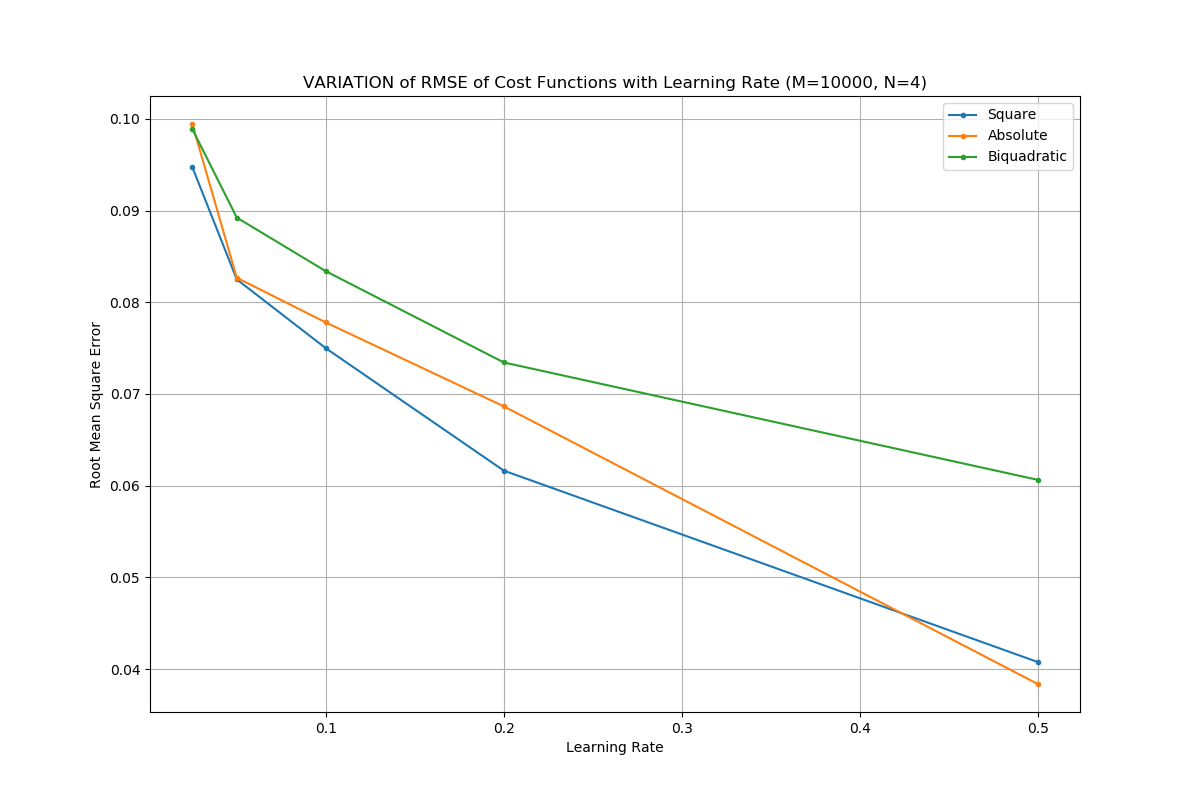 VARIATION of RMSE of Cost Functions with Learning Rate (M=10000, N=4)
Square
Absolute
Biquadratic
0.10
0.09
0.08
0.07
0.06
0.05
0.04
Root Mean Square Error
0.1 0.2 0.3 0.4 0.5
Learning Rate